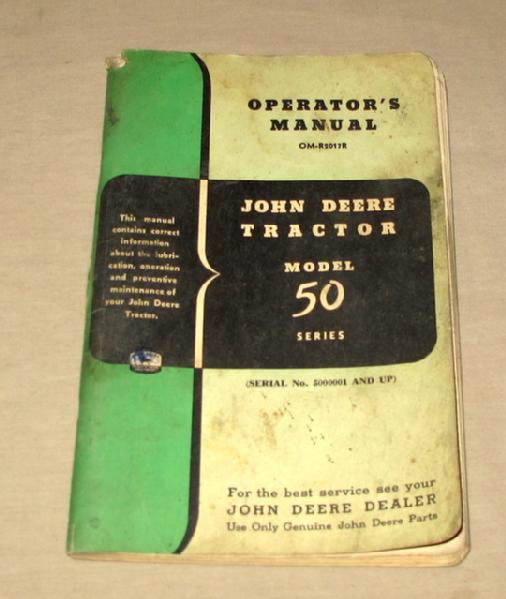 OPERATOR'S
MANUAL
OM-R2017R
JOHN DEERE
TRACTOR
MODEL
50
SERIES
This manual
contains correct
information
about the lubri-
cation, operation
and preventive
maintenance of
your John Deere
Tractor.
(SERIAL No. 5000001 AND UP)
For the best service see your
JOHN DEERE DEALER
Use Only Genuine John Deere Parts